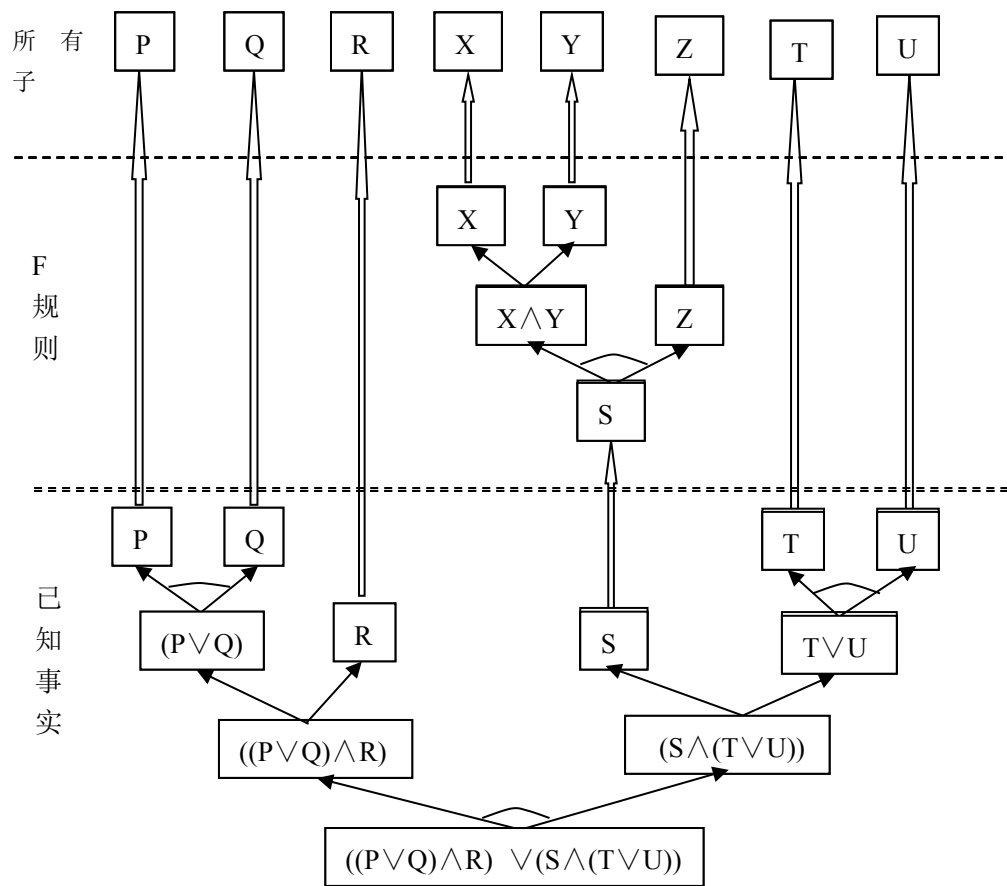 所 有
子
P Q R X Y Z T U
X Y
F
规
则
X∧Y Z
S
P Q T U
已
知
事
实
(P∨Q) R S T∨U
((P∨Q)∧R) (S∧(T∨U))
((P∨Q)∧R) ∨(S∧(T∨U))